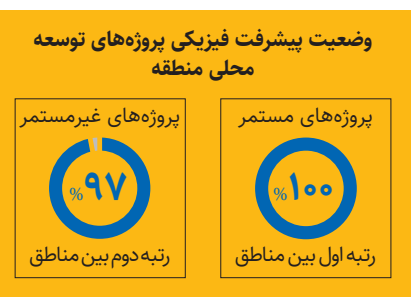 وضعیت پیشرفت فیزیکی پروژه‌های توسعه
محلی منطقه
پروژه‌های مستمر
%۱۰۰
رتبه اول بین مناطق
پروژه‌های غیرمستمر
%۹۷
رتبه دوم بین مناطق